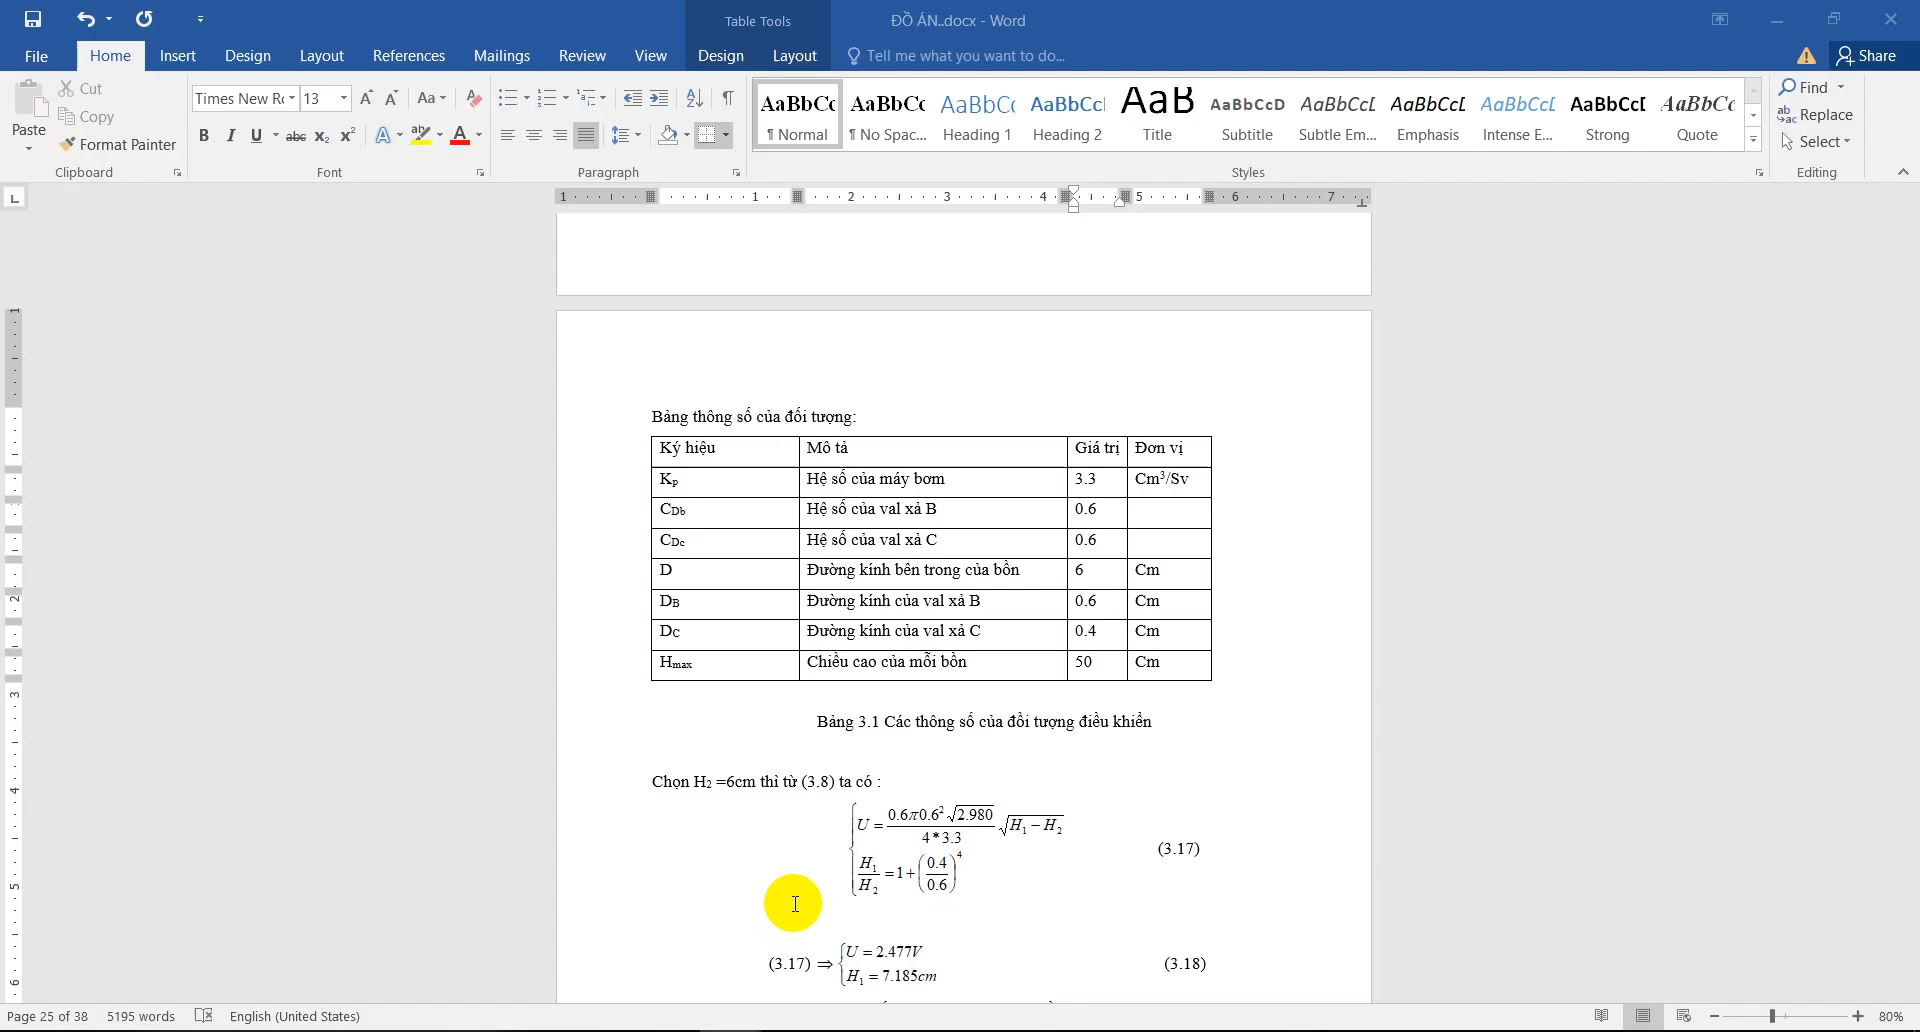 Table Tools
ĐỒ ÁN..docx - Word
File Home Insert Design Layout References Mailings Review View Design Layout Tell me what you want to do... Share
Paste
Cut
Copy
Format Painter
Clipboard
Times New Rc 13
Font
Paragraph
AaBbCc AaBbCc AaBbC AaBbCc AaB AaBbCcD AaBbCcL AaBbCcL AaBbCcL AaBbCcL AaBbCc
¶ Normal ¶ No Spac... Heading 1 Heading 2 Title Subtitle Subtle Em... Emphasis Intense E... Strong Quote
Styles
Find
Replace
Select
Editing
1 1 2 3 4 5 6 7
Bảng thông số của đối tượng:
Ký hiệu Mô tả Giá trị Đơn vị
Kp Hệ số của máy bơm 3.3 Cm³/Sv
CDb Hệ số của val xả B 0.6
CDc Hệ số của val xả C 0.6
D Đường kính bên trong của bồn 6 Cm
DB Đường kính của val xả B 0.6 Cm
DC Đường kính của val xả C 0.4 Cm
Hmax Chiều cao của mỗi bồn 50 Cm
Bảng 3.1 Các thông số của đối tượng điều khiển
Chọn H2 =6cm thì từ (3.8) ta có :
U = 0.6π0.6²√2.980 / 4*3.3 √H1 − H2
H1/H2 = 1+(0.4/0.6)⁴ (3.17)
(3.17) ⇒ U = 2.477V
H1 = 7.185cm (3.18)
Page 25 of 38 5195 words English (United States) 80%